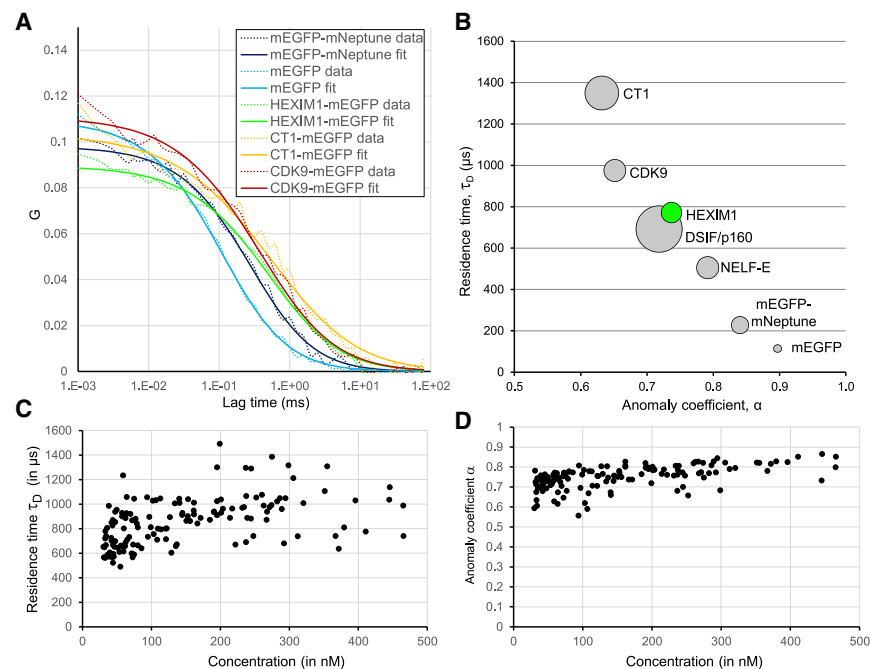 A
G
0.14
0.12
0.1
0.08
0.06
0.04
0.02
0
1.E-03
1.E-02
1.E-01
1.E+00
1.E+01
1.E+02
Lag time (ms)
mEGFP-mNeptune data
mEGFP-mNeptune fit
mEGFP data
mEGFP fit
HEXIM1-mEGFP data
HEXIM1-mEGFP fit
CT1-mEGFP data
CT1-mEGFP fit
CDK9-mEGFP data
CDK9-mEGFP fit
B
Residence time, τD (µs)
1600
1400
1200
1000
800
600
400
200
0
0.5
0.6
0.7
0.8
0.9
1.0
Anomaly coefficient, α
CT1
CDK9
HEXIM1
DSIF/p160
NELF-E
mEGFP-
mNeptune
mEGFP
C
Residence time τD (in µs)
1600
1400
1200
1000
800
600
400
200
0
0
100
200
300
400
500
Concentration (in nM)
D
Anomaly coefficient α
1
0.9
0.8
0.7
0.6
0.5
0.4
0.3
0.2
0.1
0
0
100
200
300
400
500
Concentration (in nM)